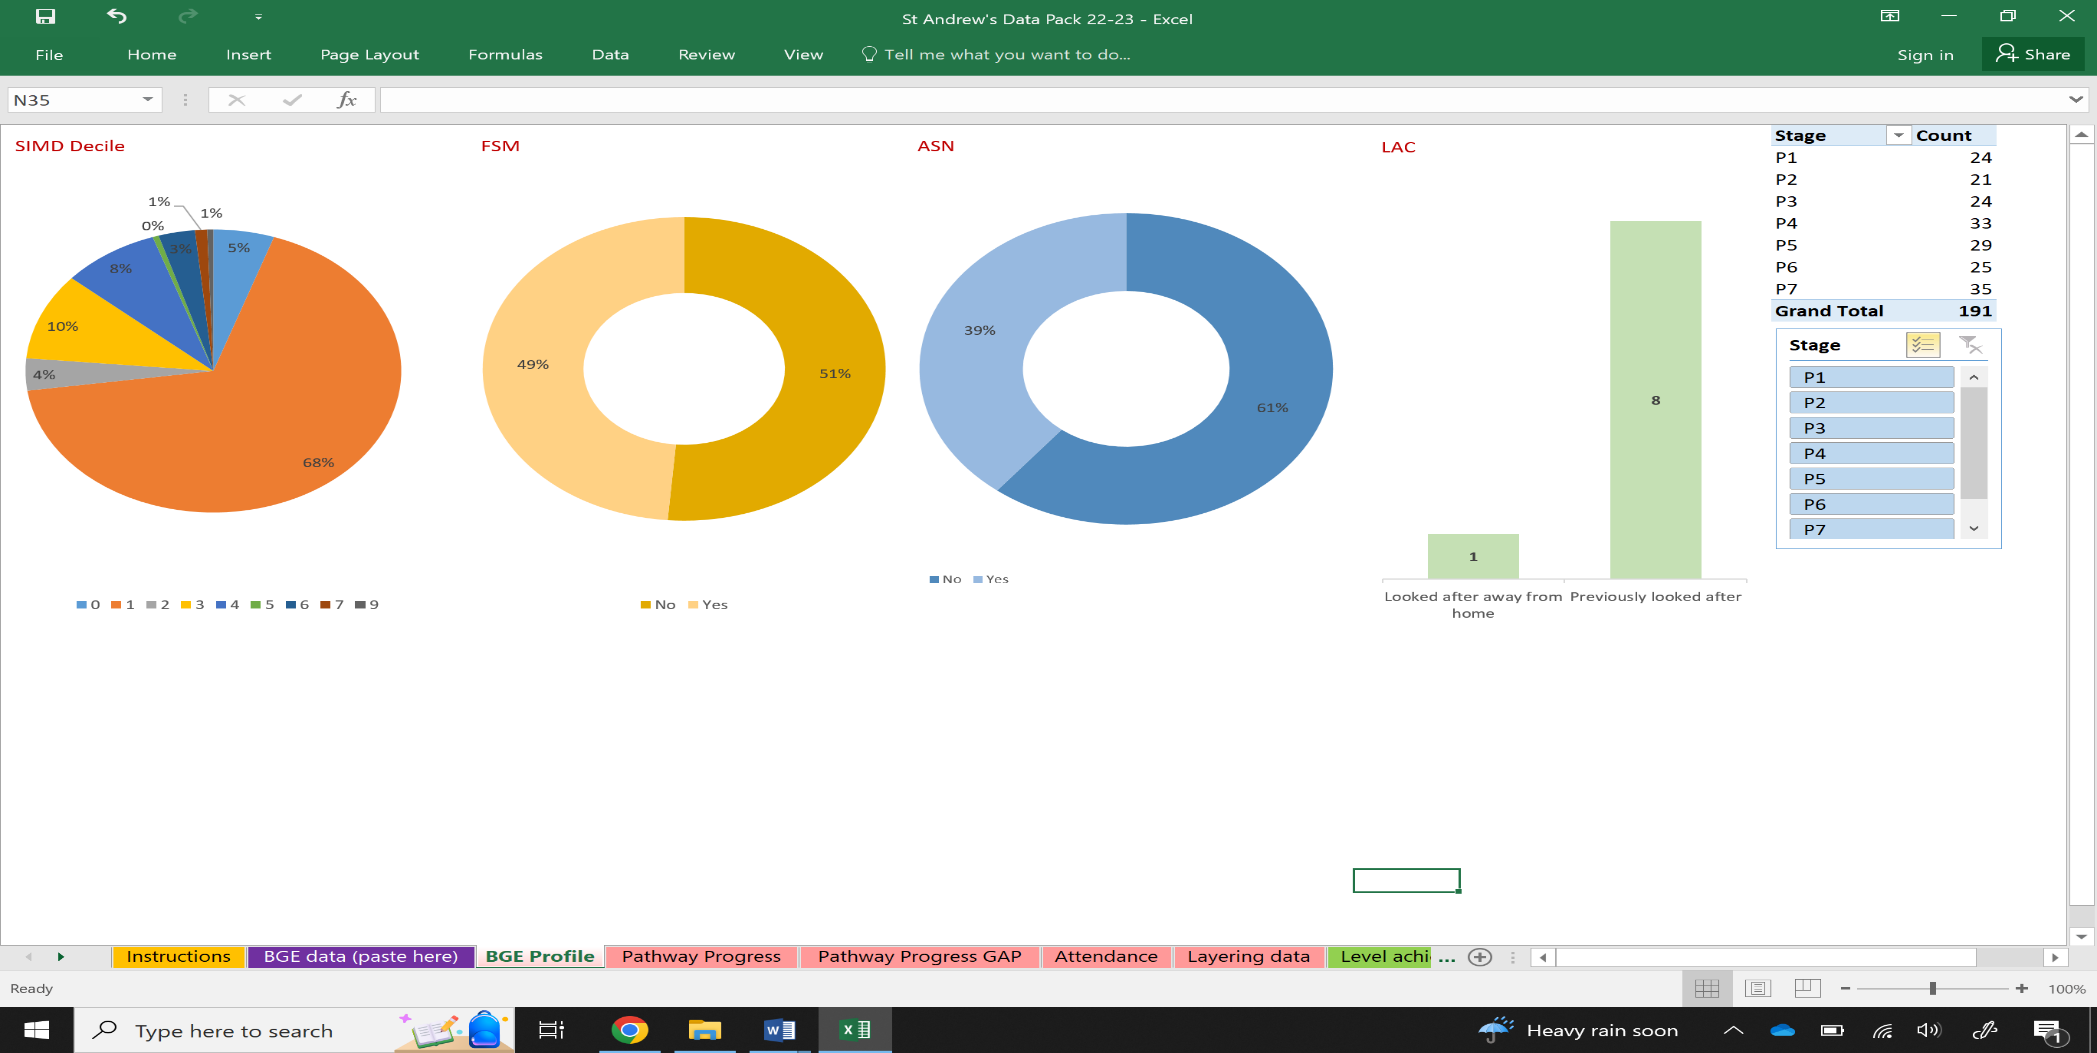 St Andrew's Data Pack 22-23 - Excel
File Home Insert Page Layout Formulas Data Review View Tell me what you want to do... Sign in Share
N35 fx
SIMD Decile
1%
1%
0%
3%
5%
8%
10%
4%
68%
0 1 2 3 4 5 6 7 9
FSM
49%
51%
No Yes
ASN
39%
61%
No Yes
LAC
8
1
Looked after away from
home
Previously looked after
Stage Count
P1 24
P2 21
P3 24
P4 33
P5 29
P6 25
P7 35
Grand Total 191
Stage
P1
P2
P3
P4
P5
P6
P7
Instructions BGE data (paste here) BGE Profile Pathway Progress Pathway Progress GAP Attendance Layering data Level achi ...
Ready 100%
Type here to search Heavy rain soon 1